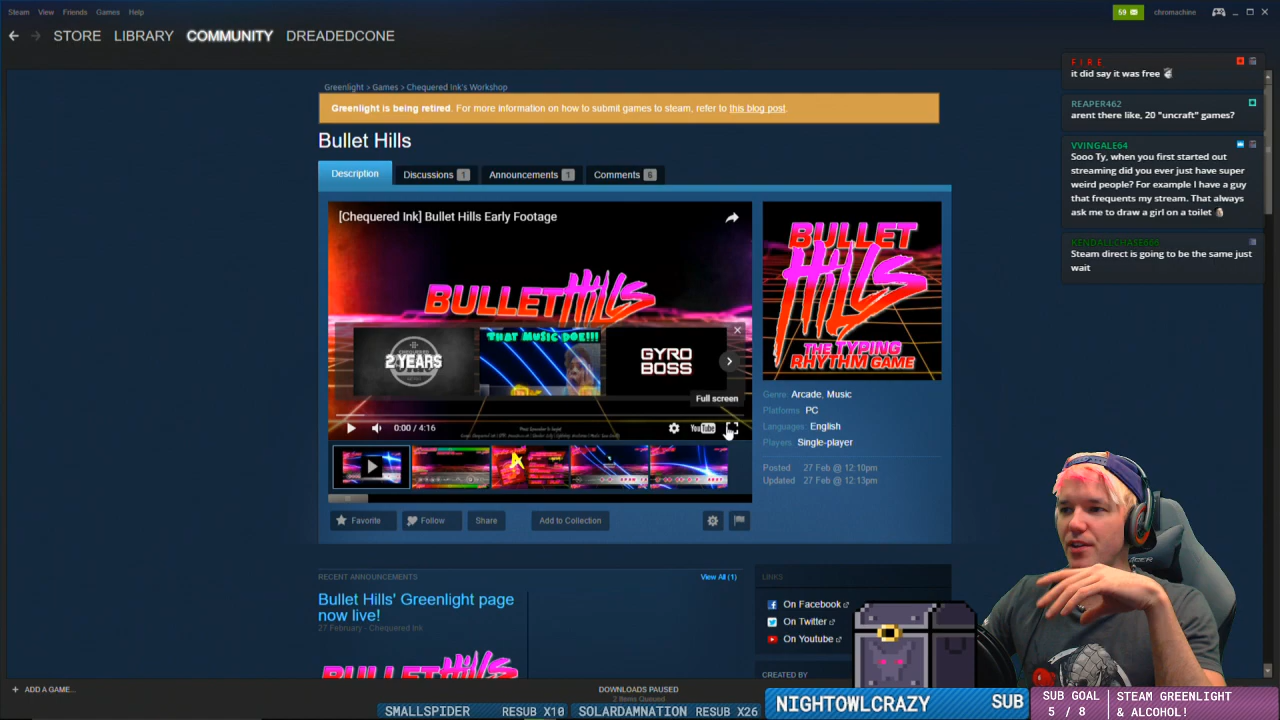 Steam View Friends Games Help
59
chromachine
STORE LIBRARY COMMUNITY DREADEDCONE
Greenlight > Games > Chequered Ink's Workshop
Greenlight is being retired. For more information on how to submit games to steam, refer to this blog post.
Bullet Hills
Description
Discussions 1
Announcements 1
Comments 6
[Chequered Ink] Bullet Hills Early Footage
BULLET HILLS
2 YEARS
THAT MUSIC DOE!!!
GYRO BOSS
Full screen
0:00 / 4:16
YouTube
BULLET
HILLS
THE TYPING
RHYTHM GAME
Genre: Arcade, Music
Platforms: PC
Languages: English
Players: Single-player
Posted 27 Feb @ 12:10pm
Updated 27 Feb @ 12:13pm
Favorite
Follow
Share
Add to Collection
RECENT ANNOUNCEMENTS
View All (1)
Bullet Hills' Greenlight page
now live!
27 February - Chequered Ink
BULLET HILLS
LINKS
On Facebook
On Twitter
On Youtube
CREATED BY
F I R E
it did say it was free
REAPER462
arent there like, 20 "uncraft" games?
VVINGALE64
Sooo Ty, when you first started out
streaming did you ever just have super
weird people? For example I have a guy
that frequents my stream. That always
ask me to draw a girl on a toilet
KENDALLCHASE666
Steam direct is going to be the same just
wait
+ ADD A GAME...
DOWNLOADS PAUSED
2 Items Queued
SMALLSPIDER RESUB X10
SOLARDAMNATION RESUB X26
NIGHTOWLCRAZY SUB
SUB GOAL
5 / 8
STEAM GREENLIGHT
& ALCOHOL!